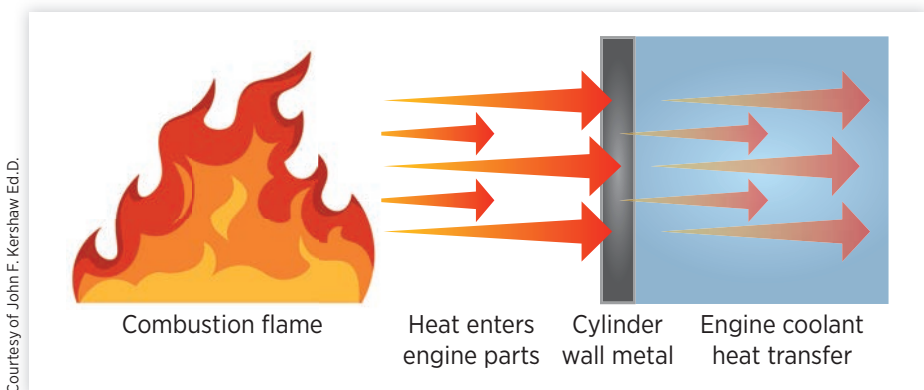 Courtesy of John F. Kershaw Ed.D.
Combustion flame
Heat enters
engine parts
Cylinder
wall metal
Engine coolant
heat transfer